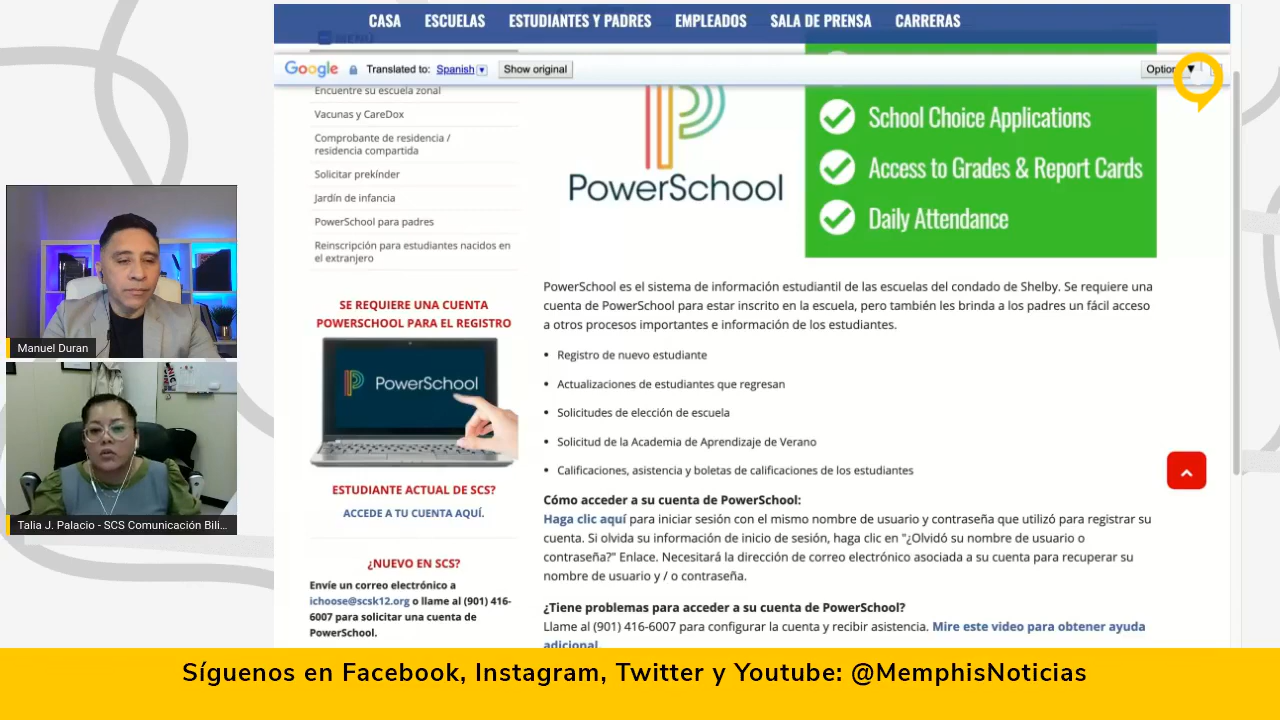 CASA ESCUELAS ESTUDIANTES Y PADRES EMPLEADOS SALA DE PRENSA CARRERAS
MENÚ
Google Translated to: Spanish Show original
Encuentre su escuela zonal
Vacunas y CareDox
Comprobante de residencia /
residencia compartida
Solicitar prekínder
Jardín de infancia
PowerSchool para padres
Reinscripción para estudiantes nacidos en
el extranjero
SE REQUIERE UNA CUENTA
POWERSCHOOL PARA EL REGISTRO
PowerSchool
ESTUDIANTE ACTUAL DE SCS?
ACCEDE A TU CUENTA AQUÍ.
¿NUEVO EN SCS?
Envíe un correo electrónico a
ichoose@scsk12.org o llame al (901) 416-
6007 para solicitar una cuenta de
PowerSchool.
PowerSchool
School Choice Applications
Access to Grades & Report Cards
Daily Attendance
PowerSchool es el sistema de información estudiantil de las escuelas del condado de Shelby. Se requiere una
cuenta de PowerSchool para estar inscrito en la escuela, pero también les brinda a los padres un fácil acceso
a otros procesos importantes e información de los estudiantes.
• Registro de nuevo estudiante
• Actualizaciones de estudiantes que regresan
• Solicitudes de elección de escuela
• Solicitud de la Academia de Aprendizaje de Verano
• Calificaciones, asistencia y boletas de calificaciones de los estudiantes
Cómo acceder a su cuenta de PowerSchool:
Haga clic aquí para iniciar sesión con el mismo nombre de usuario y contraseña que utilizó para registrar su
cuenta. Si olvida su información de inicio de sesión, haga clic en "¿Olvidó su nombre de usuario o
contraseña?" Enlace. Necesitará la dirección de correo electrónico asociada a su cuenta para recuperar su
nombre de usuario y / o contraseña.
¿Tiene problemas para acceder a su cuenta de PowerSchool?
Llame al (901) 416-6007 para configurar la cuenta y recibir asistencia. Mire este video para obtener ayuda
adicional
Manuel Duran
Talia J. Palacio - SCS Comunicación Bili...
Síguenos en Facebook, Instagram, Twitter y Youtube: @MemphisNoticias